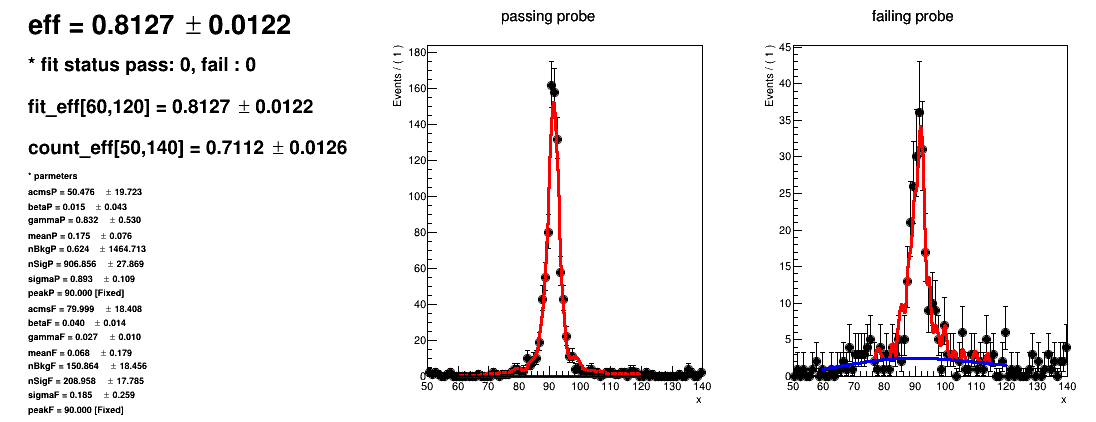 eff = 0.8127 ± 0.0122
* fit status pass: 0, fail : 0
fit_eff[60,120] = 0.8127 ± 0.0122
count_eff[50,140] = 0.7112 ± 0.0126
* parmeters
acmsP = 50.476 ± 19.723
betaP = 0.015 ± 0.043
gammaP = 0.832 ± 0.530
meanP = 0.175 ± 0.076
nBkgP = 0.624 ± 1464.713
nSigP = 906.856 ± 27.869
sigmaP = 0.893 ± 0.109
peakP = 90.000 [Fixed]
acmsF = 79.999 ± 18.408
betaF = 0.040 ± 0.014
gammaF = 0.027 ± 0.010
meanF = 0.068 ± 0.179
nBkgF = 150.864 ± 18.456
nSigF = 208.958 ± 17.785
sigmaF = 0.185 ± 0.259
peakF = 90.000 [Fixed]
passing probe
Events / ( 1 )
180
160
140
120
100
80
60
40
20
0
50 60 70 80 90 100 110 120 130 140
x
failing probe
Events / ( 1 )
45
40
35
30
25
20
15
10
5
0
50 60 70 80 90 100 110 120 130 140
x